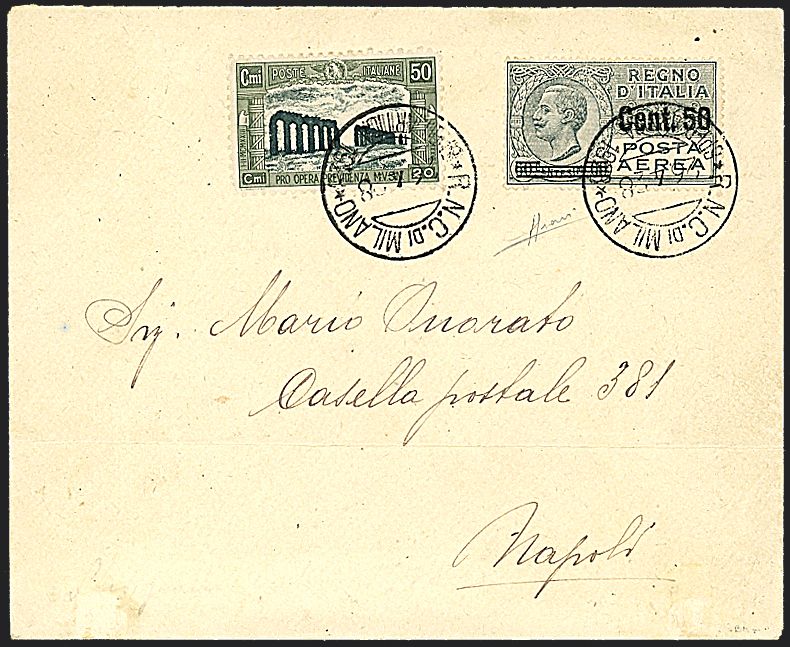 Cmi POSTE ITALIANE 50
PRO OPERA PREVIDENZA M.V.S.N.
Cmi 20
REGNO
D'ITALIA
Cent. 50
POSTA
AEREA
* R.N.C. DI MILANO *
* R.N.C. DI MILANO *
Sig. Mario Onorato
Casella postale 381
Napoli